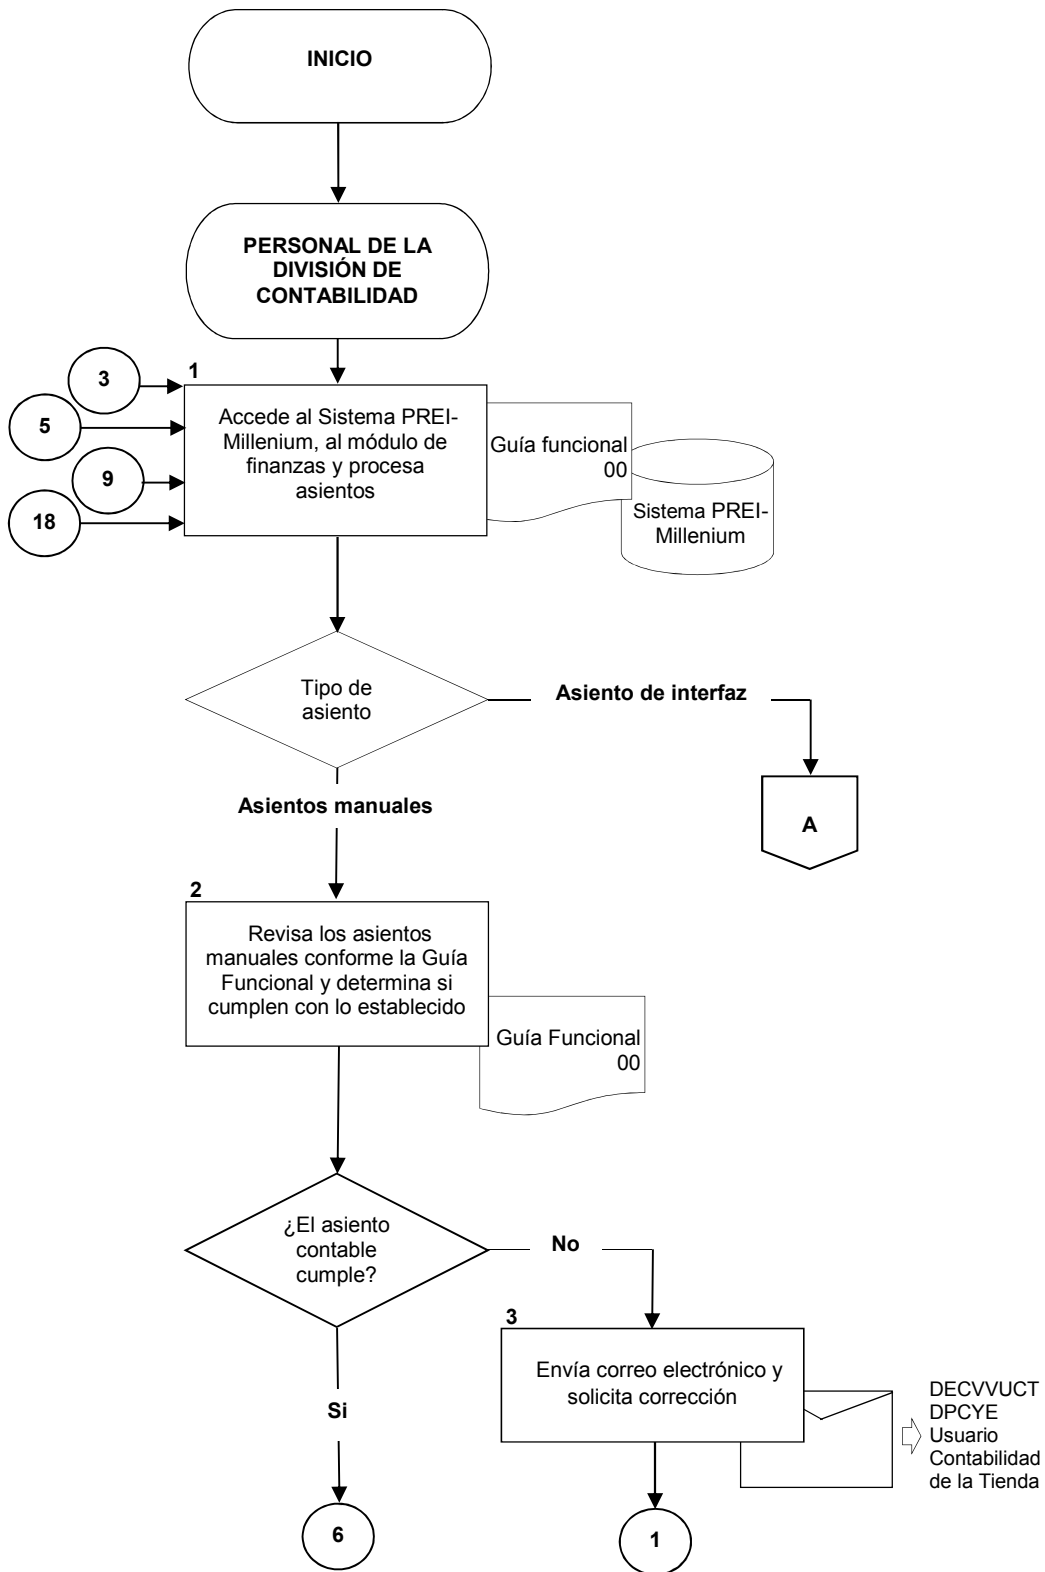 INICIO
PERSONAL DE LA
DIVISIÓN DE
CONTABILIDAD
3
5
9
18
1
Accede al Sistema PREI-
Millenium, al módulo de
finanzas y procesa
asientos
Guía funcional
00
Sistema PREI-
Millenium
Tipo de
asiento
Asiento de interfaz
A
Asientos manuales
2
Revisa los asientos
manuales conforme la Guía
Funcional y determina si
cumplen con lo establecido
Guía Funcional
00
¿El asiento
contable
cumple?
No
3
Envía correo electrónico y
solicita corrección
DECVVUCT
DPCYE
Usuario
Contabilidad
de la Tienda
Si
6
1